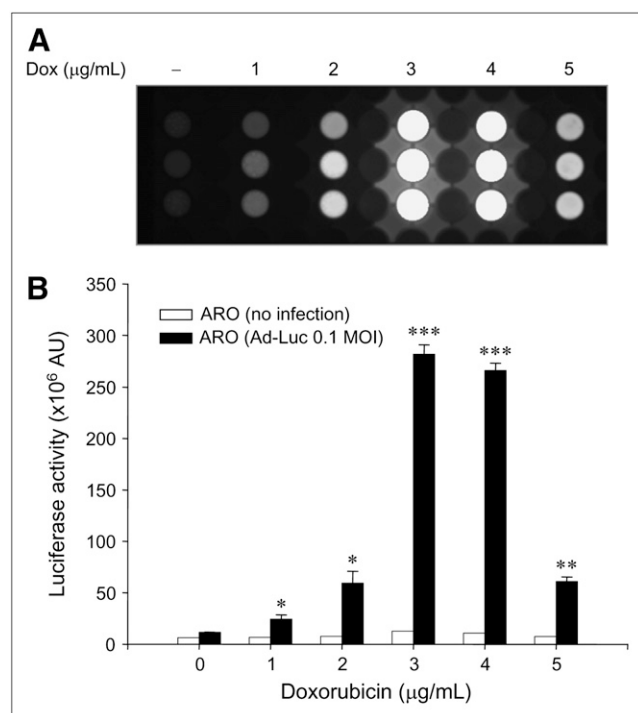 A
Dox (μg/mL) – 1 2 3 4 5
B
350
300
250
200
150
100
50
0
Luciferase activity (x10⁶ AU)
ARO (no infection)
ARO (Ad-Luc 0.1 MOI)
* * *** *** **
0 1 2 3 4 5
Doxorubicin (μg/mL)